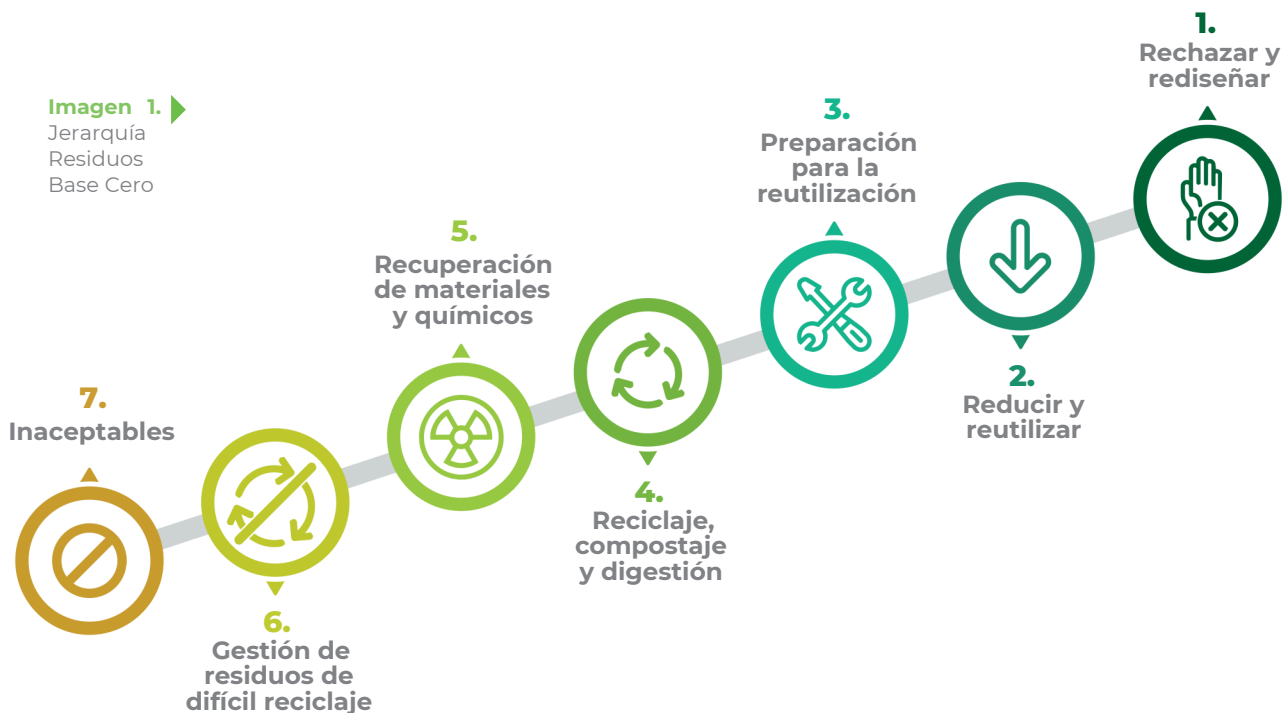 Imagen 1.
Jerarquía
Residuos
Base Cero
1.
Rechazar y
rediseñar
2.
Reducir y
reutilizar
3.
Preparación
para la
reutilización
4.
Reciclaje,
compostaje
y digestión
5.
Recuperación
de materiales
y químicos
6.
Gestión de
residuos de
difícil reciclaje
7.
Inaceptables